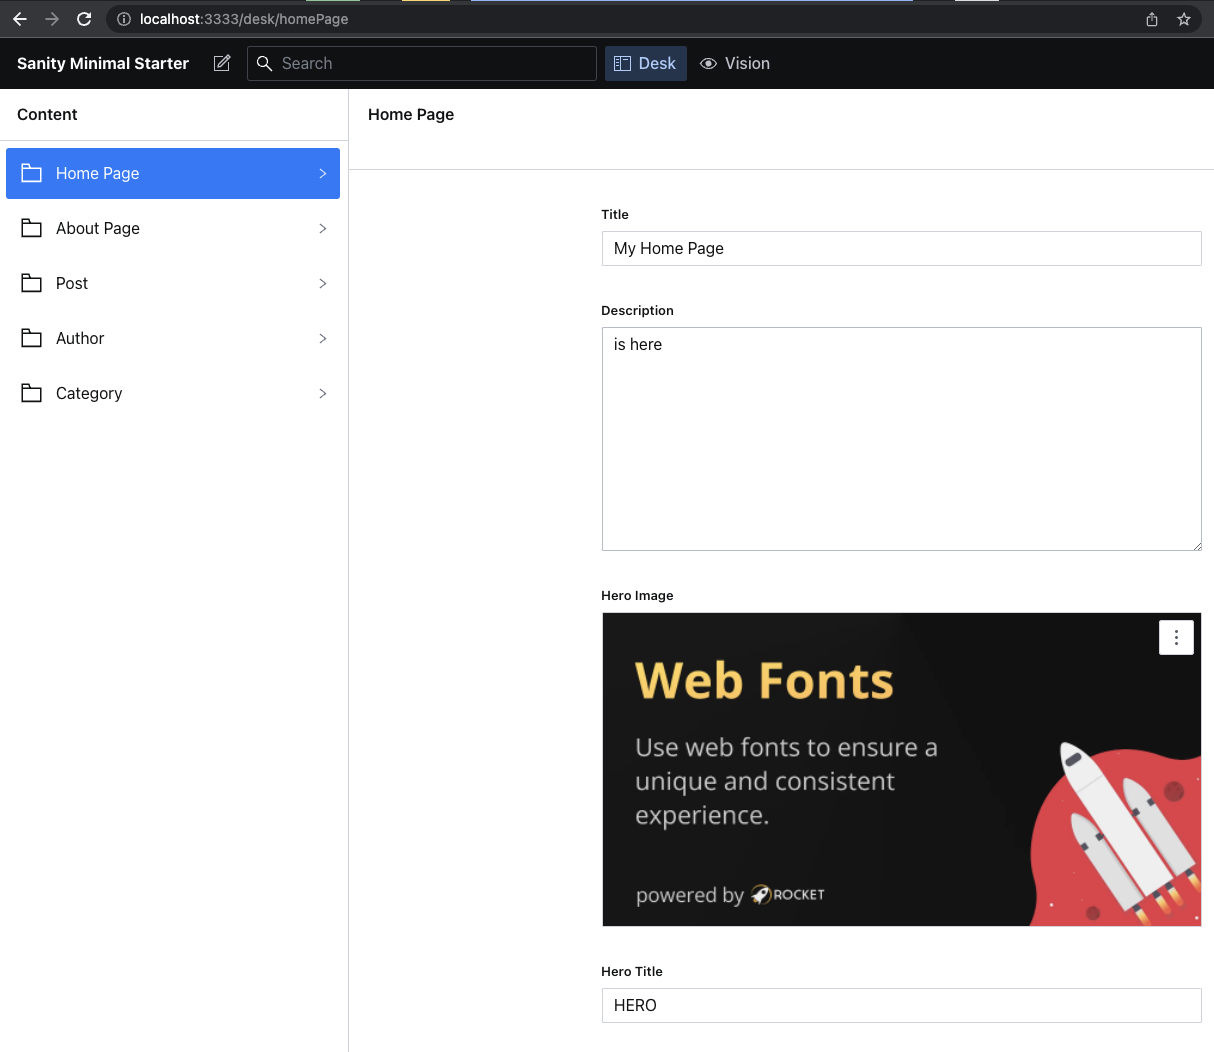 localhost:3333/desk/homePage
Sanity Minimal Starter
Search
Desk
Vision
Content
Home Page
About Page
Post
Author
Category
Home Page
Title
My Home Page
Description
is here
Hero Image
Web Fonts
Use web fonts to ensure a
unique and consistent
experience.
powered by ROCKET
Hero Title
HERO